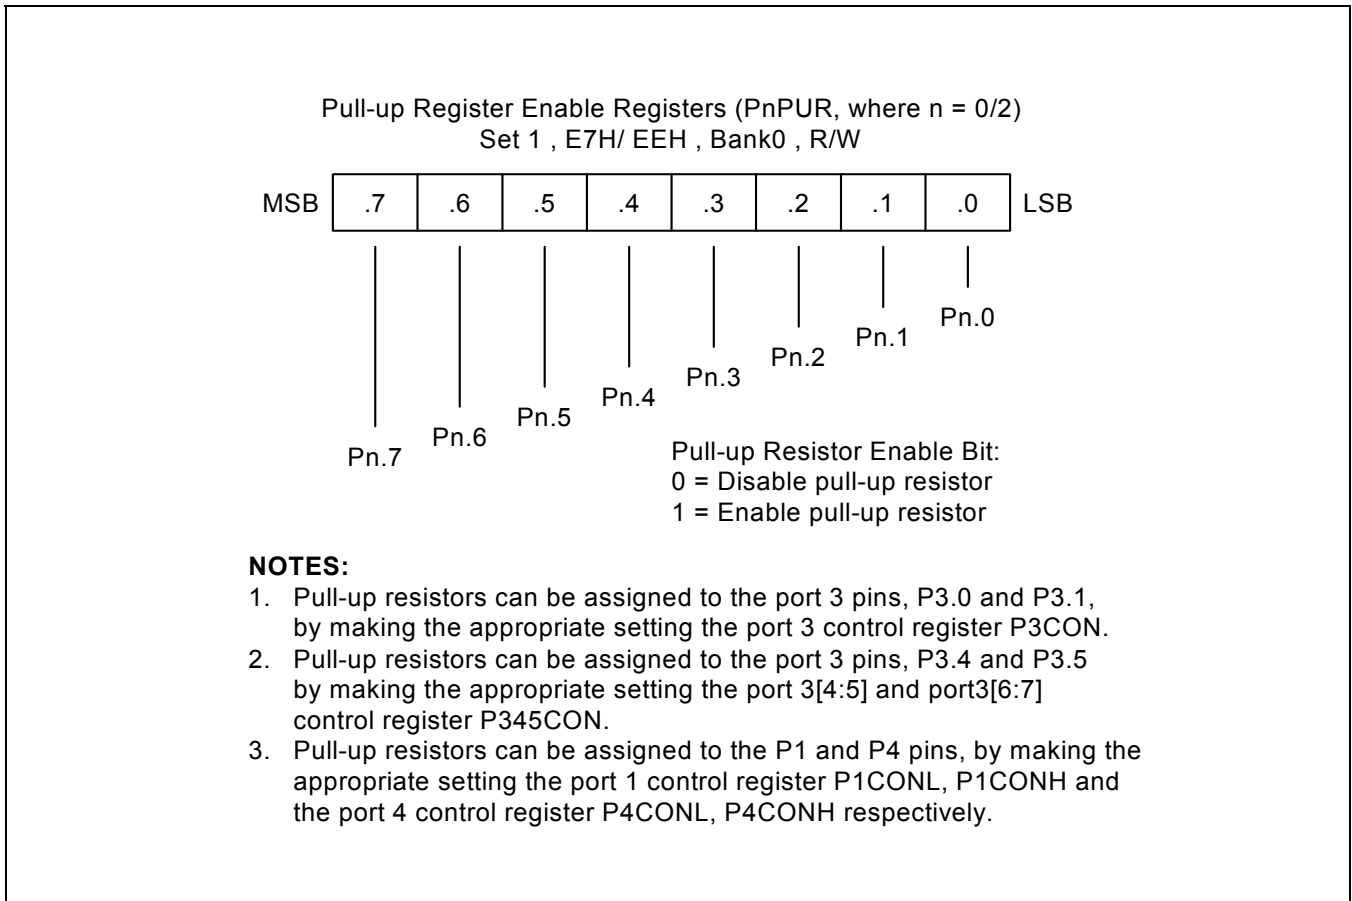 Pull-up Register Enable Registers (PnPUR, where n = 0/2)
Set 1 , E7H/ EEH , Bank0 , R/W
MSB .7 .6 .5 .4 .3 .2 .1 .0 LSB
Pn.0
Pn.1
Pn.2
Pn.3
Pn.4
Pn.5
Pn.6
Pn.7
Pull-up Resistor Enable Bit:
0 = Disable pull-up resistor
1 = Enable pull-up resistor
NOTES:
1. Pull-up resistors can be assigned to the port 3 pins, P3.0 and P3.1,
by making the appropriate setting the port 3 control register P3CON.
2. Pull-up resistors can be assigned to the port 3 pins, P3.4 and P3.5
by making the appropriate setting the port 3[4:5] and port3[6:7]
control register P345CON.
3. Pull-up resistors can be assigned to the P1 and P4 pins, by making the
appropriate setting the port 1 control register P1CONL, P1CONH and
the port 4 control register P4CONL, P4CONH respectively.